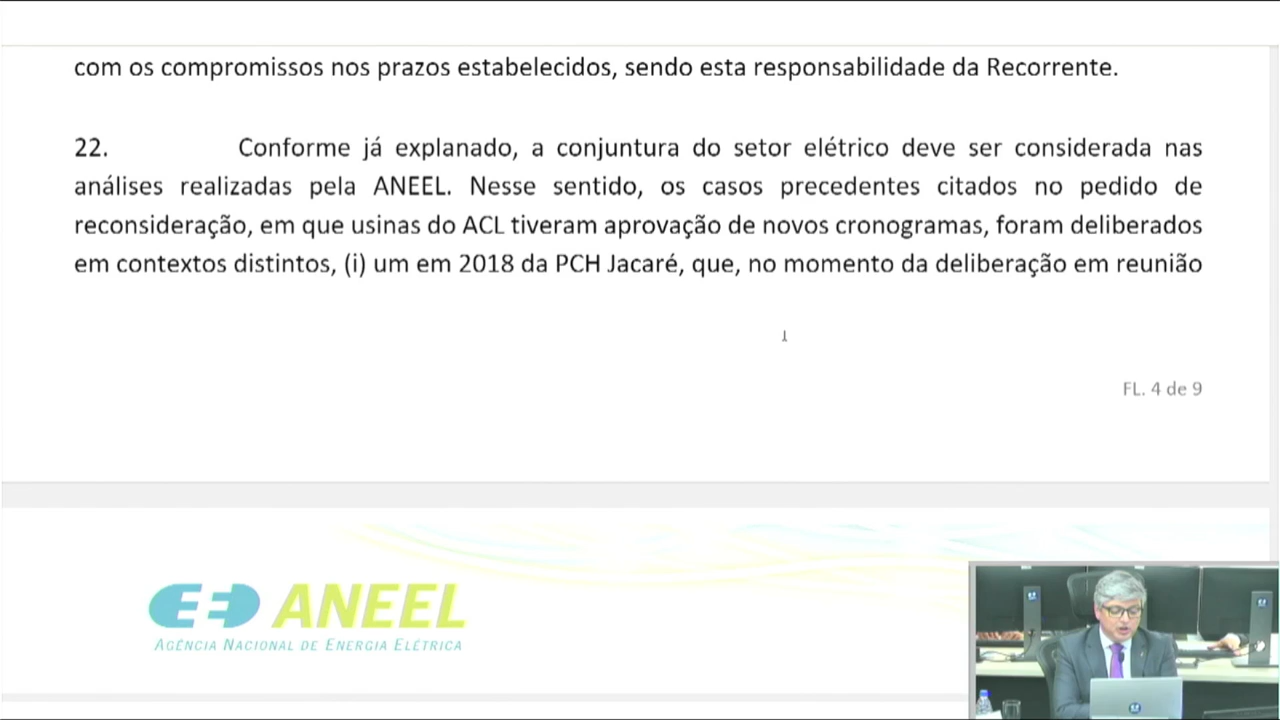 com os compromissos nos prazos estabelecidos, sendo esta responsabilidade da Recorrente.
22. Conforme já explanado, a conjuntura do setor elétrico deve ser considerada nas
análises realizadas pela ANEEL. Nesse sentido, os casos precedentes citados no pedido de
reconsideração, em que usinas do ACL tiveram aprovação de novos cronogramas, foram deliberados
em contextos distintos, (i) um em 2018 da PCH Jacaré, que, no momento da deliberação em reunião
FL. 4 de 9
ANEEL
AGÊNCIA NACIONAL DE ENERGIA ELÉTRICA